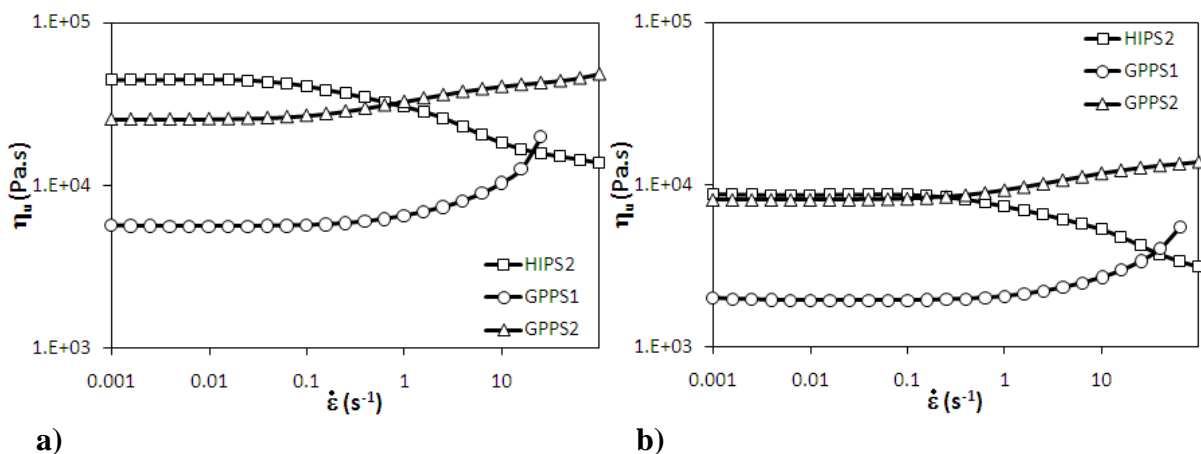 1.E+05
1.E+04
1.E+03
ηu (Pa.s)
HIPS2
GPPS1
GPPS2
0.001
0.01
0.1
1
10
ε̇ (s-1)
a)
1.E+05
1.E+04
1.E+03
ηu (Pa.s)
HIPS2
GPPS1
GPPS2
0.001
0.01
0.1
1
10
ε̇ (s-1)
b)